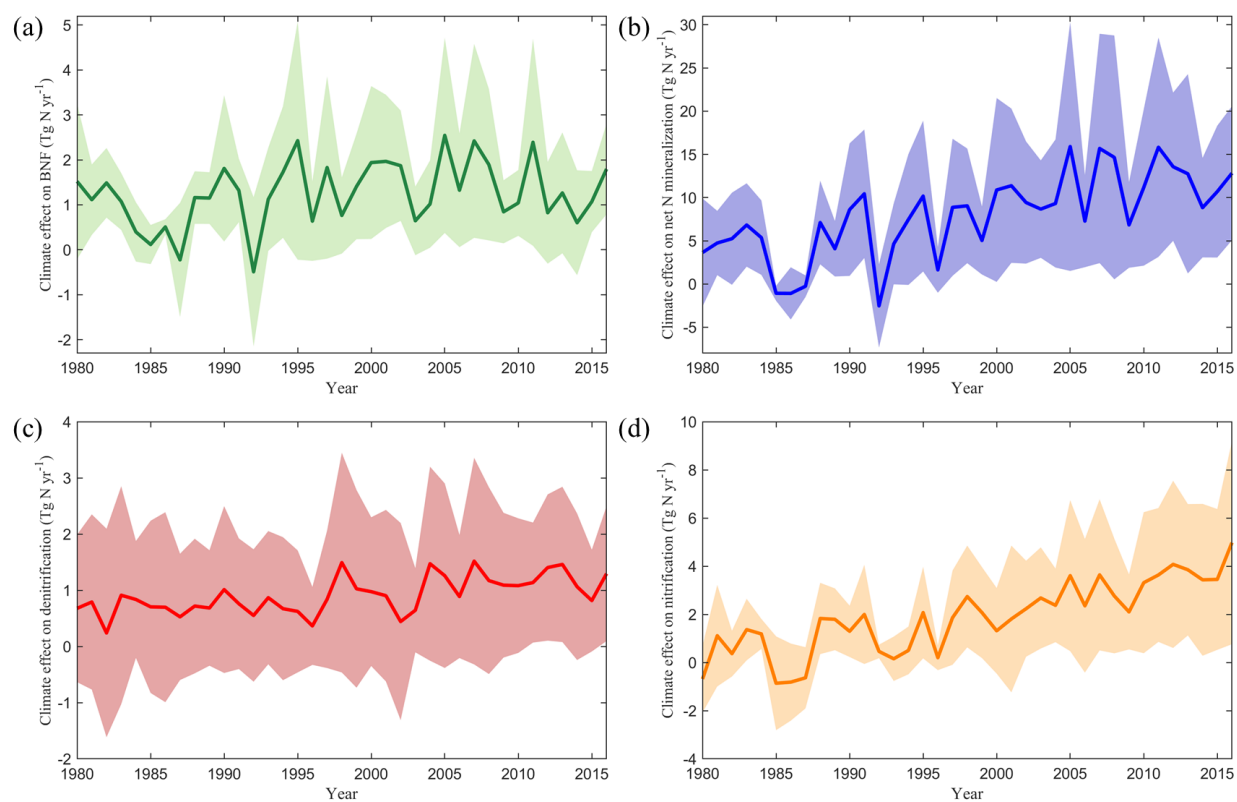 (a)
Climate effect on BNF (Tg N yr-1)
5
4
3
2
1
0
-1
-2
1980 1985 1990 1995 2000 2005 2010 2015
Year
(b)
Climate effect on net N mineralization (Tg N yr-1)
30
25
20
15
10
5
0
-5
1980 1985 1990 1995 2000 2005 2010 2015
Year
(c)
Climate effect on denitrification (Tg N yr-1)
4
3
2
1
0
-1
-2
1980 1985 1990 1995 2000 2005 2010 2015
Year
(d)
Climate effect on nitrification (Tg N yr-1)
10
8
6
4
2
0
-2
-4
1980 1985 1990 1995 2000 2005 2010 2015
Year